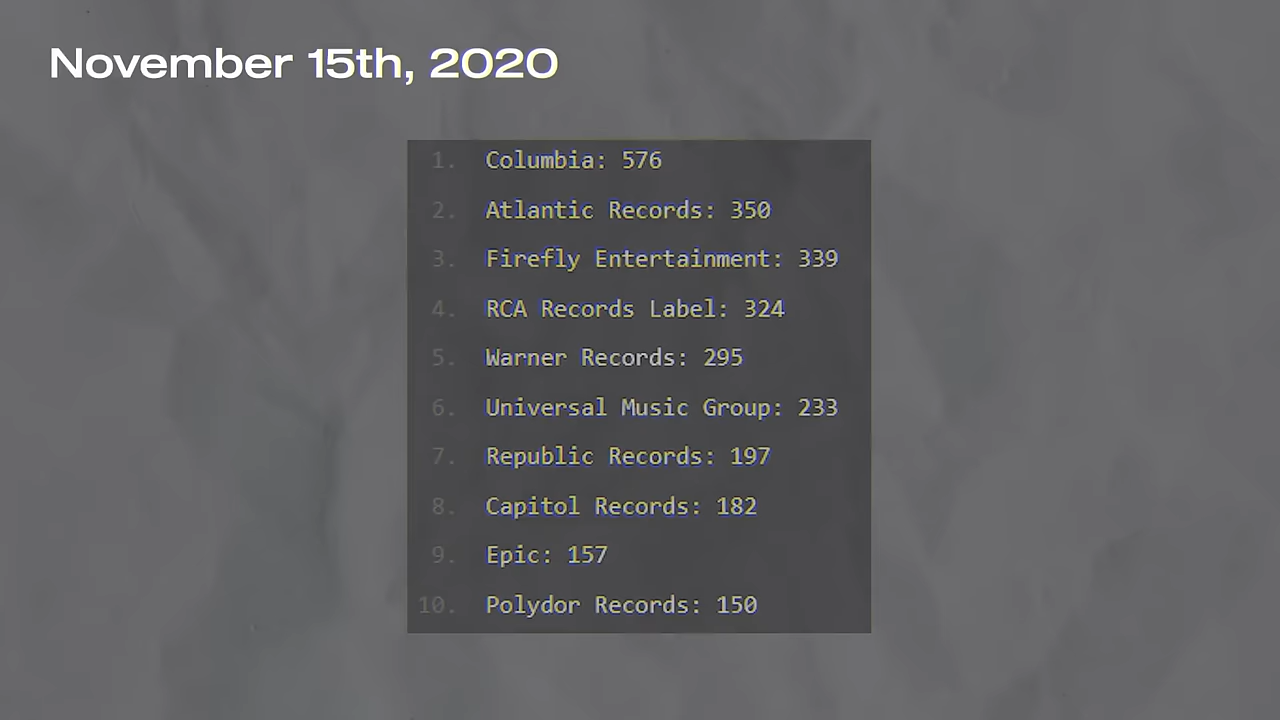 November 15th, 2020
1. Columbia: 576
2. Atlantic Records: 350
3. Firefly Entertainment: 339
4. RCA Records Label: 324
5. Warner Records: 295
6. Universal Music Group: 233
7. Republic Records: 197
8. Capitol Records: 182
9. Epic: 157
10. Polydor Records: 150